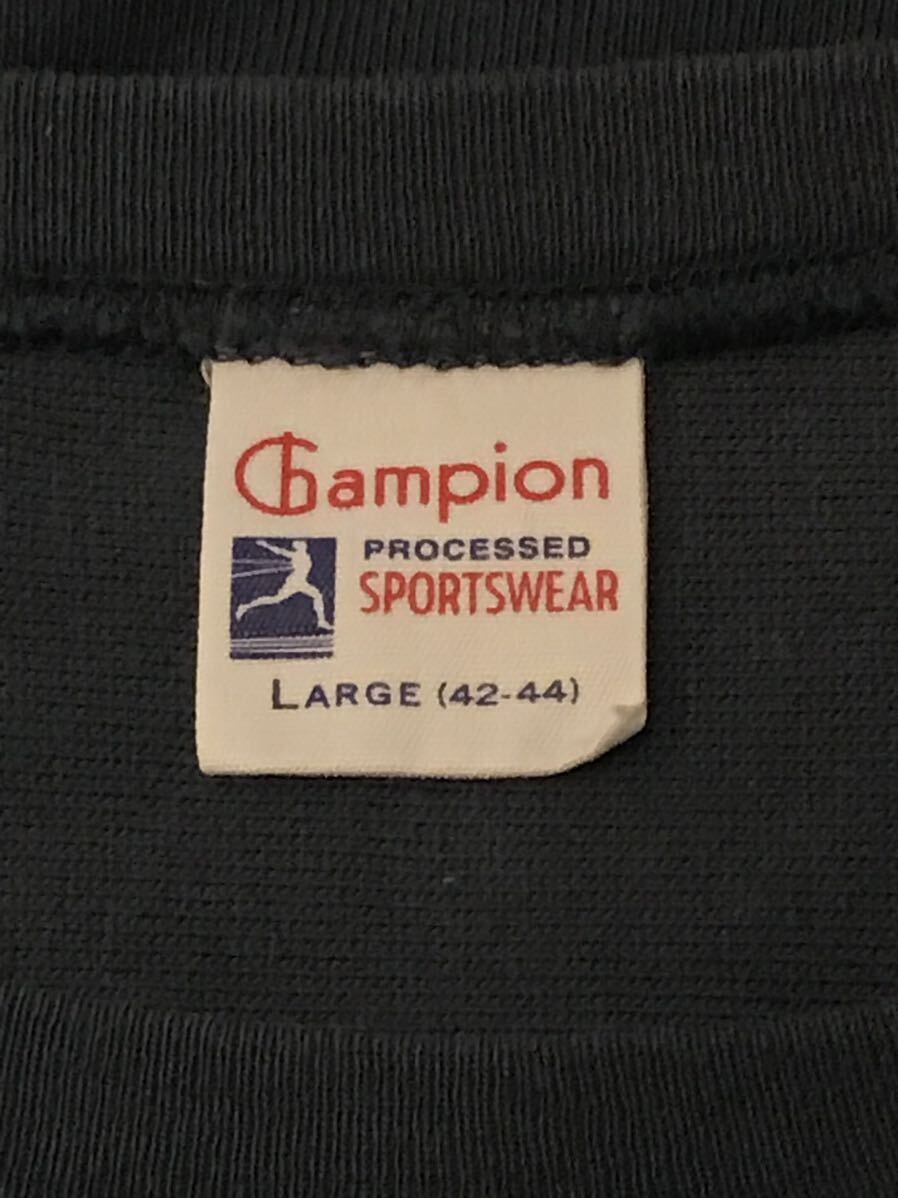 Champion
PROCESSED
SPORTSWEAR
LARGE (42-44)